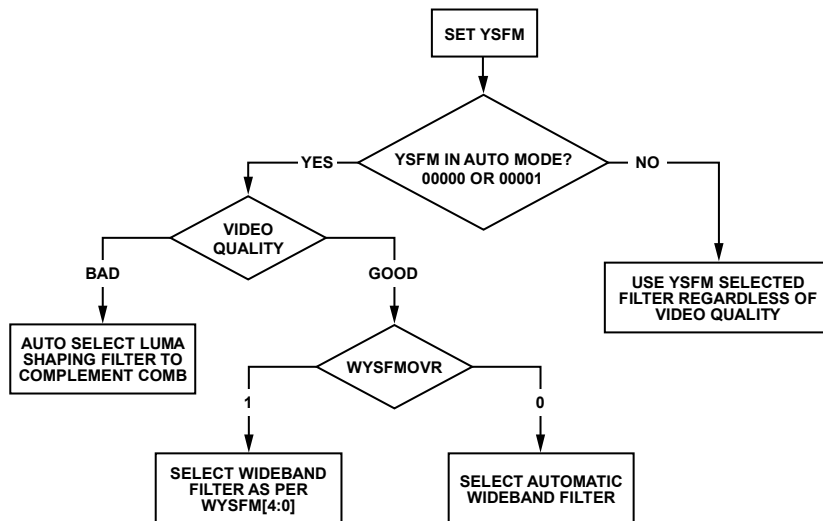 SET YSFM
YSFM IN AUTO MODE?
00000 OR 00001
YES
NO
VIDEO
QUALITY
BAD
GOOD
USE YSFM SELECTED
FILTER REGARDLESS OF
VIDEO QUALITY
AUTO SELECT LUMA
SHAPING FILTER TO
COMPLEMENT COMB
WYSFMOVR
1
0
SELECT WIDEBAND
FILTER AS PER
WYSFM[4:0]
SELECT AUTOMATIC
WIDEBAND FILTER